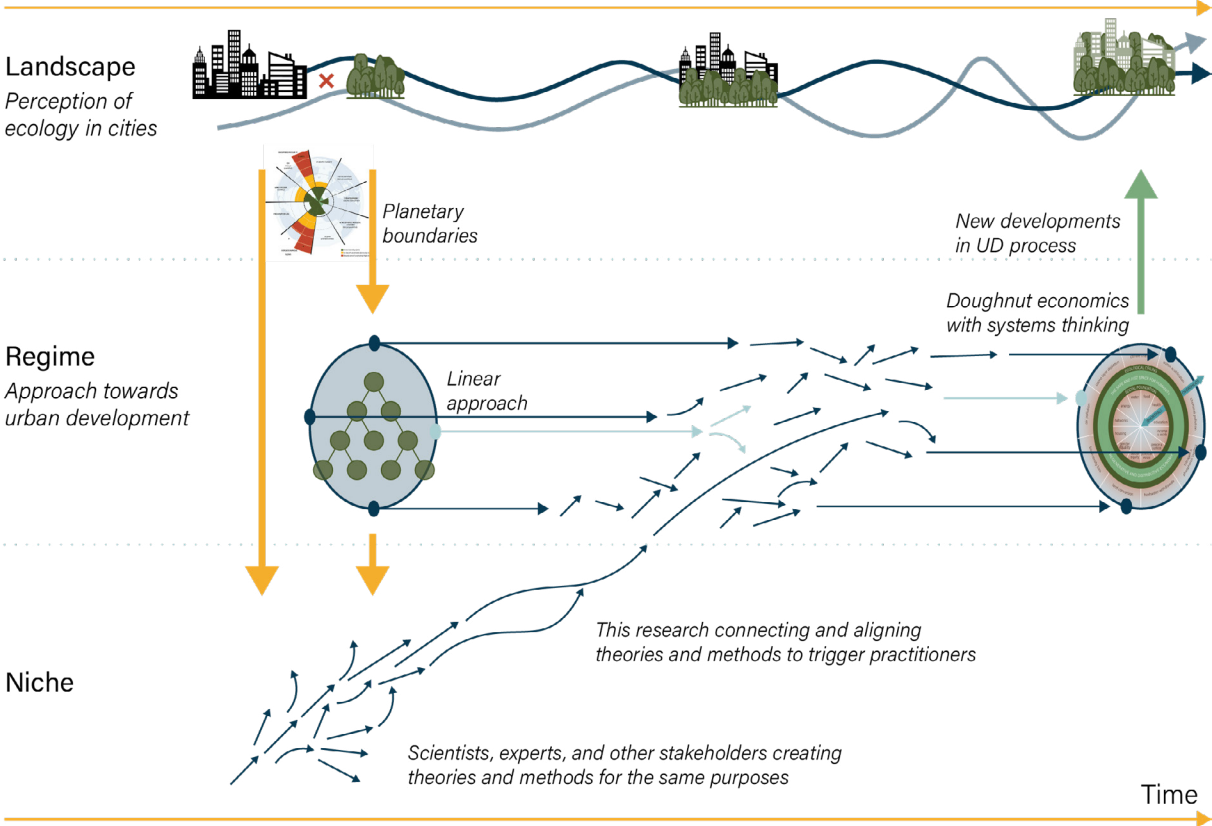 Landscape
Perception of
ecology in cities
Planetary
boundaries
New developments
in UD process
Doughnut economics
with systems thinking
Regime
Approach towards
urban development
Linear
approach
This research connecting and aligning
theories and methods to trigger practitioners
Niche
Scientists, experts, and other stakeholders creating
theories and methods for the same purposes
Time